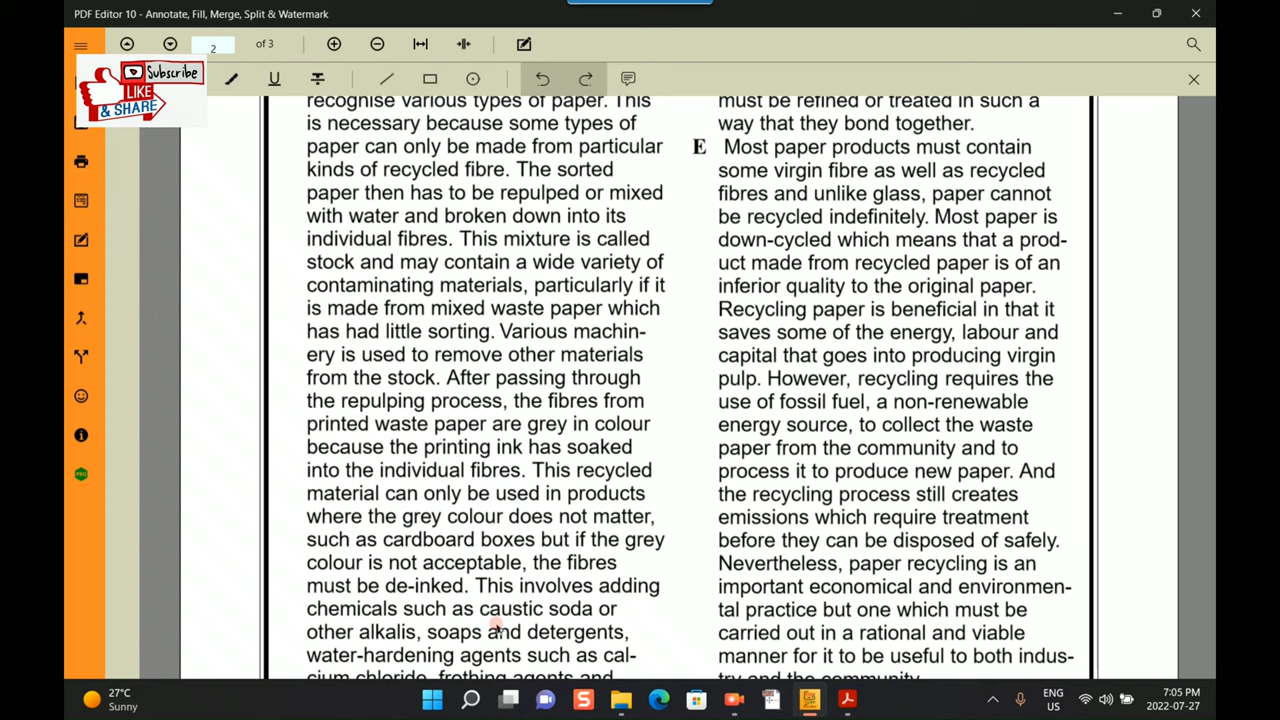 PDF Editor 10 - Annotate, Fill, Merge, Split & Watermark
2
of 3
Subscribe
LIKE
& SHARE
recognise various types of paper. This
is necessary because some types of
paper can only be made from particular
kinds of recycled fibre. The sorted
paper then has to be repulped or mixed
with water and broken down into its
individual fibres. This mixture is called
stock and may contain a wide variety of
contaminating materials, particularly if it
is made from mixed waste paper which
has had little sorting. Various machin-
ery is used to remove other materials
from the stock. After passing through
the repulping process, the fibres from
printed waste paper are grey in colour
because the printing ink has soaked
into the individual fibres. This recycled
material can only be used in products
where the grey colour does not matter,
such as cardboard boxes but if the grey
colour is not acceptable, the fibres
must be de-inked. This involves adding
chemicals such as caustic soda or
other alkalis, soaps and detergents,
water-hardening agents such as cal-
cium chloride, frothing agents and
must be refined or treated in such a
way that they bond together.
E Most paper products must contain
some virgin fibre as well as recycled
fibres and unlike glass, paper cannot
be recycled indefinitely. Most paper is
down-cycled which means that a prod-
uct made from recycled paper is of an
inferior quality to the original paper.
Recycling paper is beneficial in that it
saves some of the energy, labour and
capital that goes into producing virgin
pulp. However, recycling requires the
use of fossil fuel, a non-renewable
energy source, to collect the waste
paper from the community and to
process it to produce new paper. And
the recycling process still creates
emissions which require treatment
before they can be disposed of safely.
Nevertheless, paper recycling is an
important economical and environmen-
tal practice but one which must be
carried out in a rational and viable
manner for it to be useful to both indus-
try and the community.
27°C
Sunny
ENG
US
7:05 PM
2022-07-27